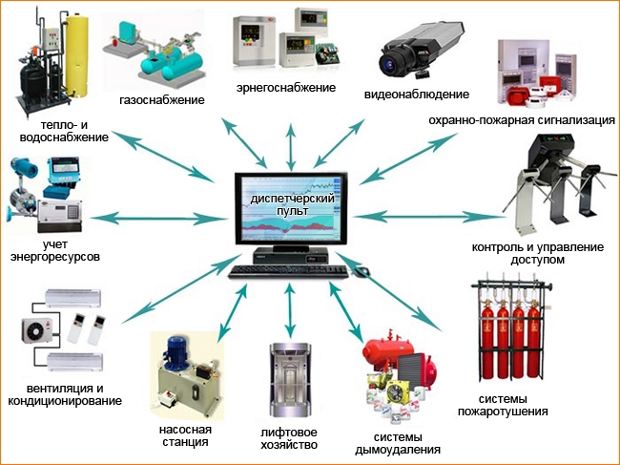 тепло- и
водоснабжение
газоснабжение
эрнегоснабжение
видеонаблюдение
охранно-пожарная сигнализация
диспетчерский
пульт
учет
энергоресурсов
контроль и управление
доступом
вентиляция и
кондиционирование
насосная
станция
лифтовое
хозяйство
системы
дымоудаления
системы
пожаротушения